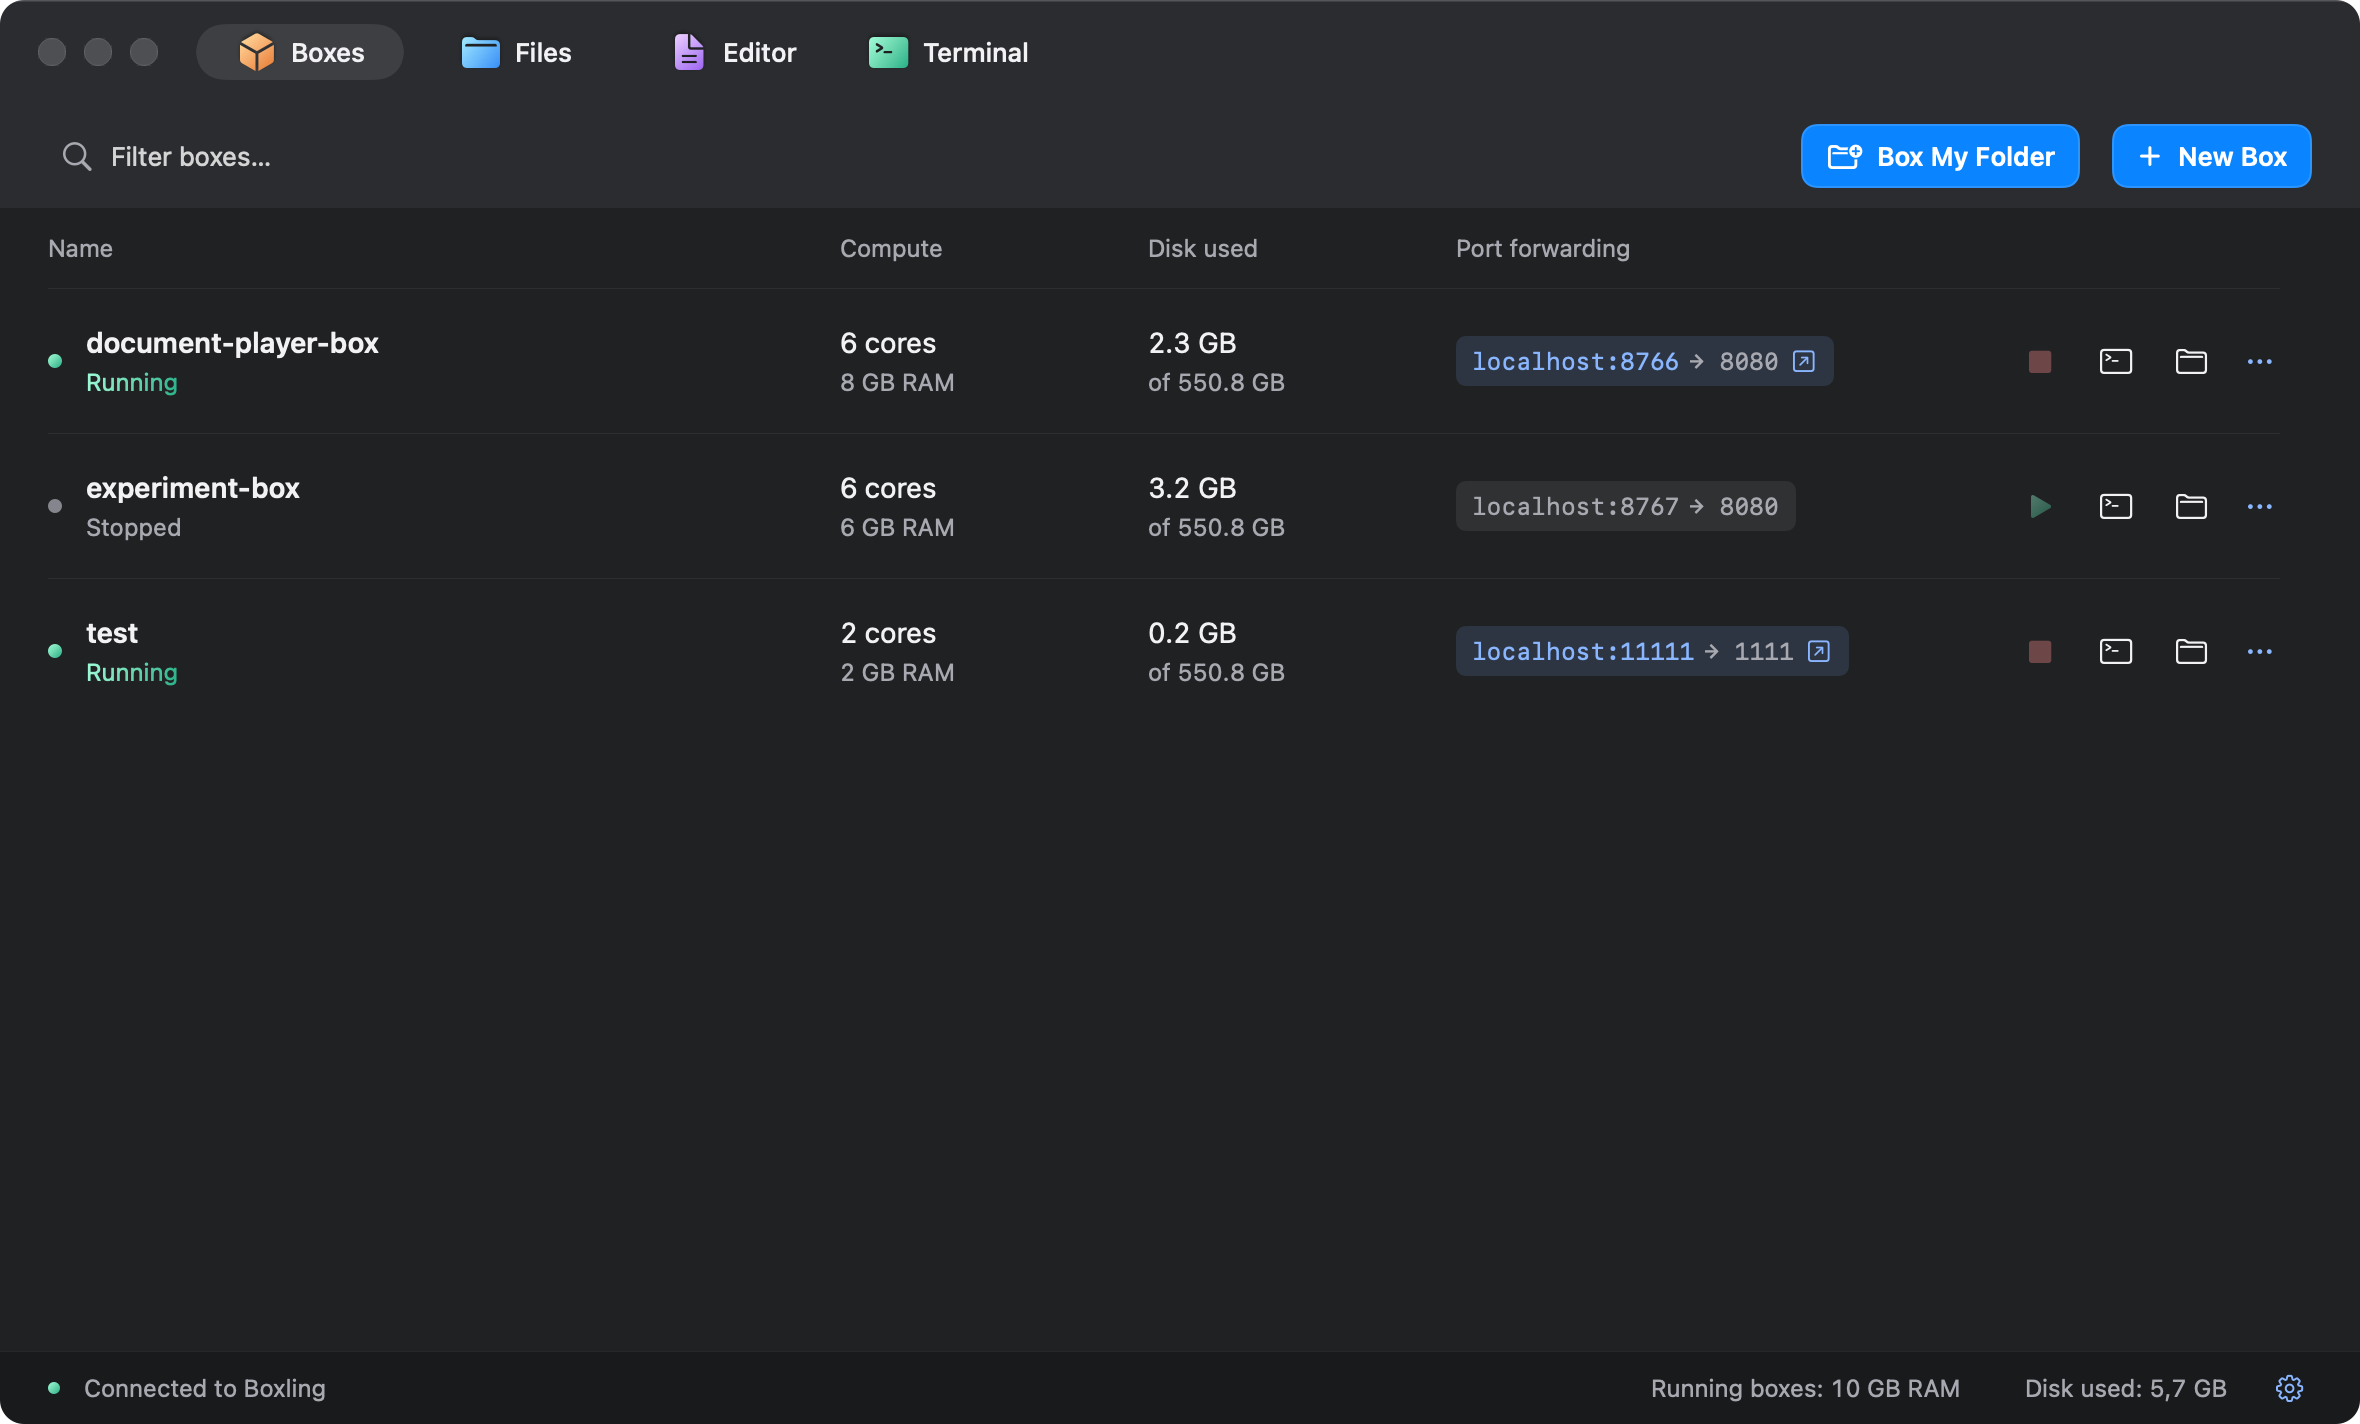 Boxes Files Editor Terminal
Filter boxes... Box My Folder + New Box
Name Compute Disk used Port forwarding
document-player-box 6 cores 2.3 GB localhost:8766 → 8080
Running 8 GB RAM of 550.8 GB
experiment-box 6 cores 3.2 GB localhost:8767 → 8080
Stopped 6 GB RAM of 550.8 GB
test 2 cores 0.2 GB localhost:11111 → 1111
Running 2 GB RAM of 550.8 GB
Connected to Boxling Running boxes: 10 GB RAM Disk used: 5,7 GB